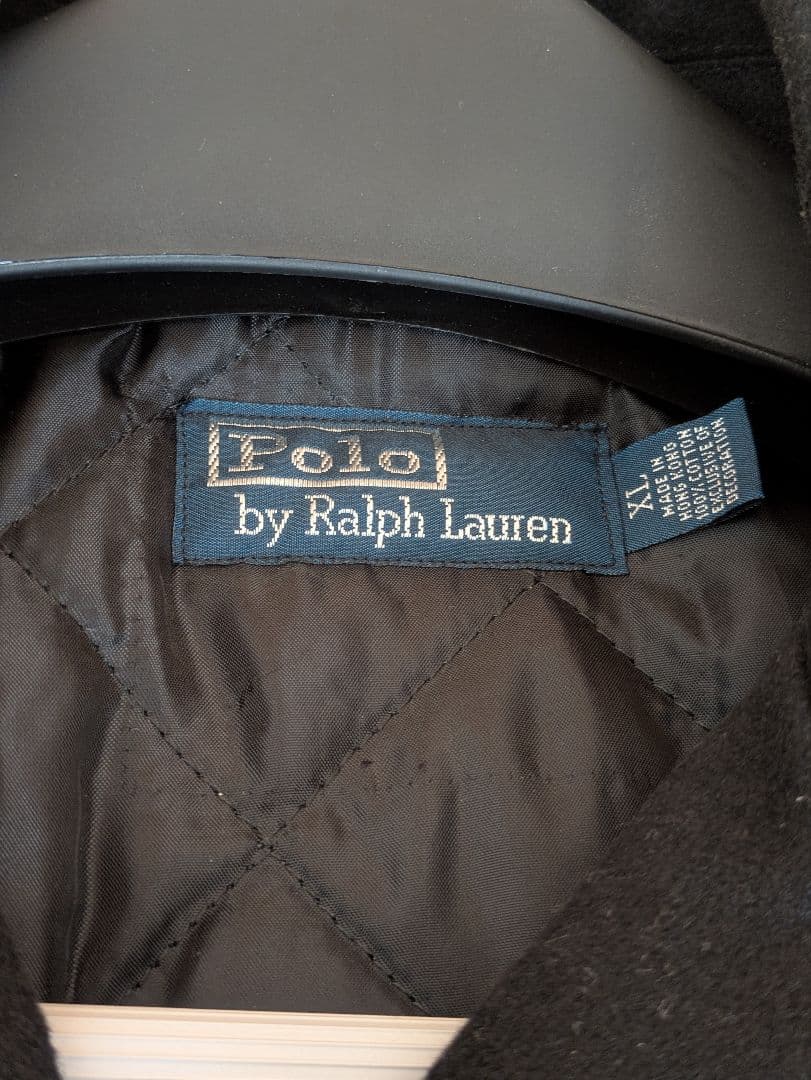 Polo
by Ralph Lauren
XL
MADE IN
HONG KONG
100% COTTON
EXCLUSIVE OF
DECORATION